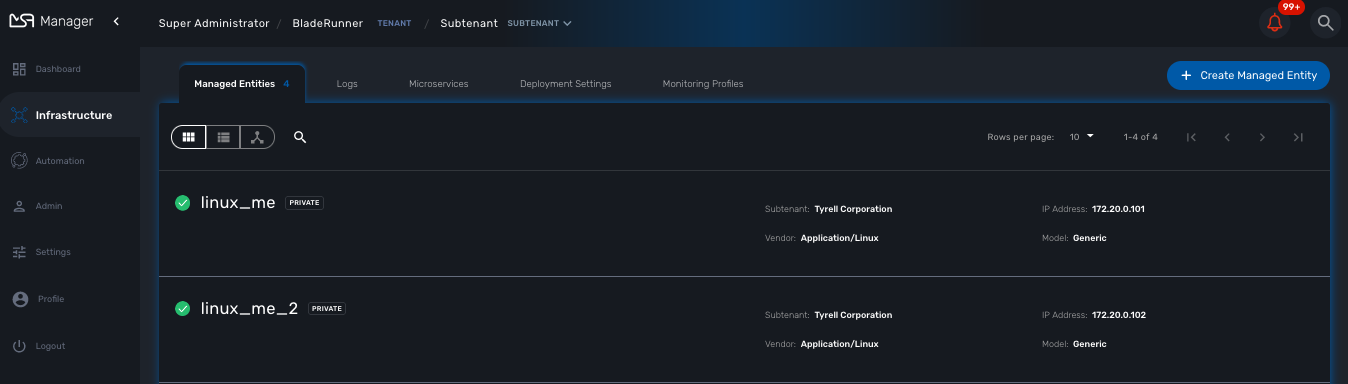 MSA Manager
Super Administrator / BladeRunner TENANT / Subtenant SUBTENANT
99+
Dashboard
Infrastructure
Automation
Admin
Settings
Profile
Logout
Managed Entities 4
Logs
Microservices
Deployment Settings
Monitoring Profiles
+ Create Managed Entity
Rows per page: 10 1-4 of 4
linux_me PRIVATE
Subtenant: Tyrell Corporation
IP Address: 172.20.0.101
Vendor: Application/Linux
Model: Generic
linux_me_2 PRIVATE
Subtenant: Tyrell Corporation
IP Address: 172.20.0.102
Vendor: Application/Linux
Model: Generic